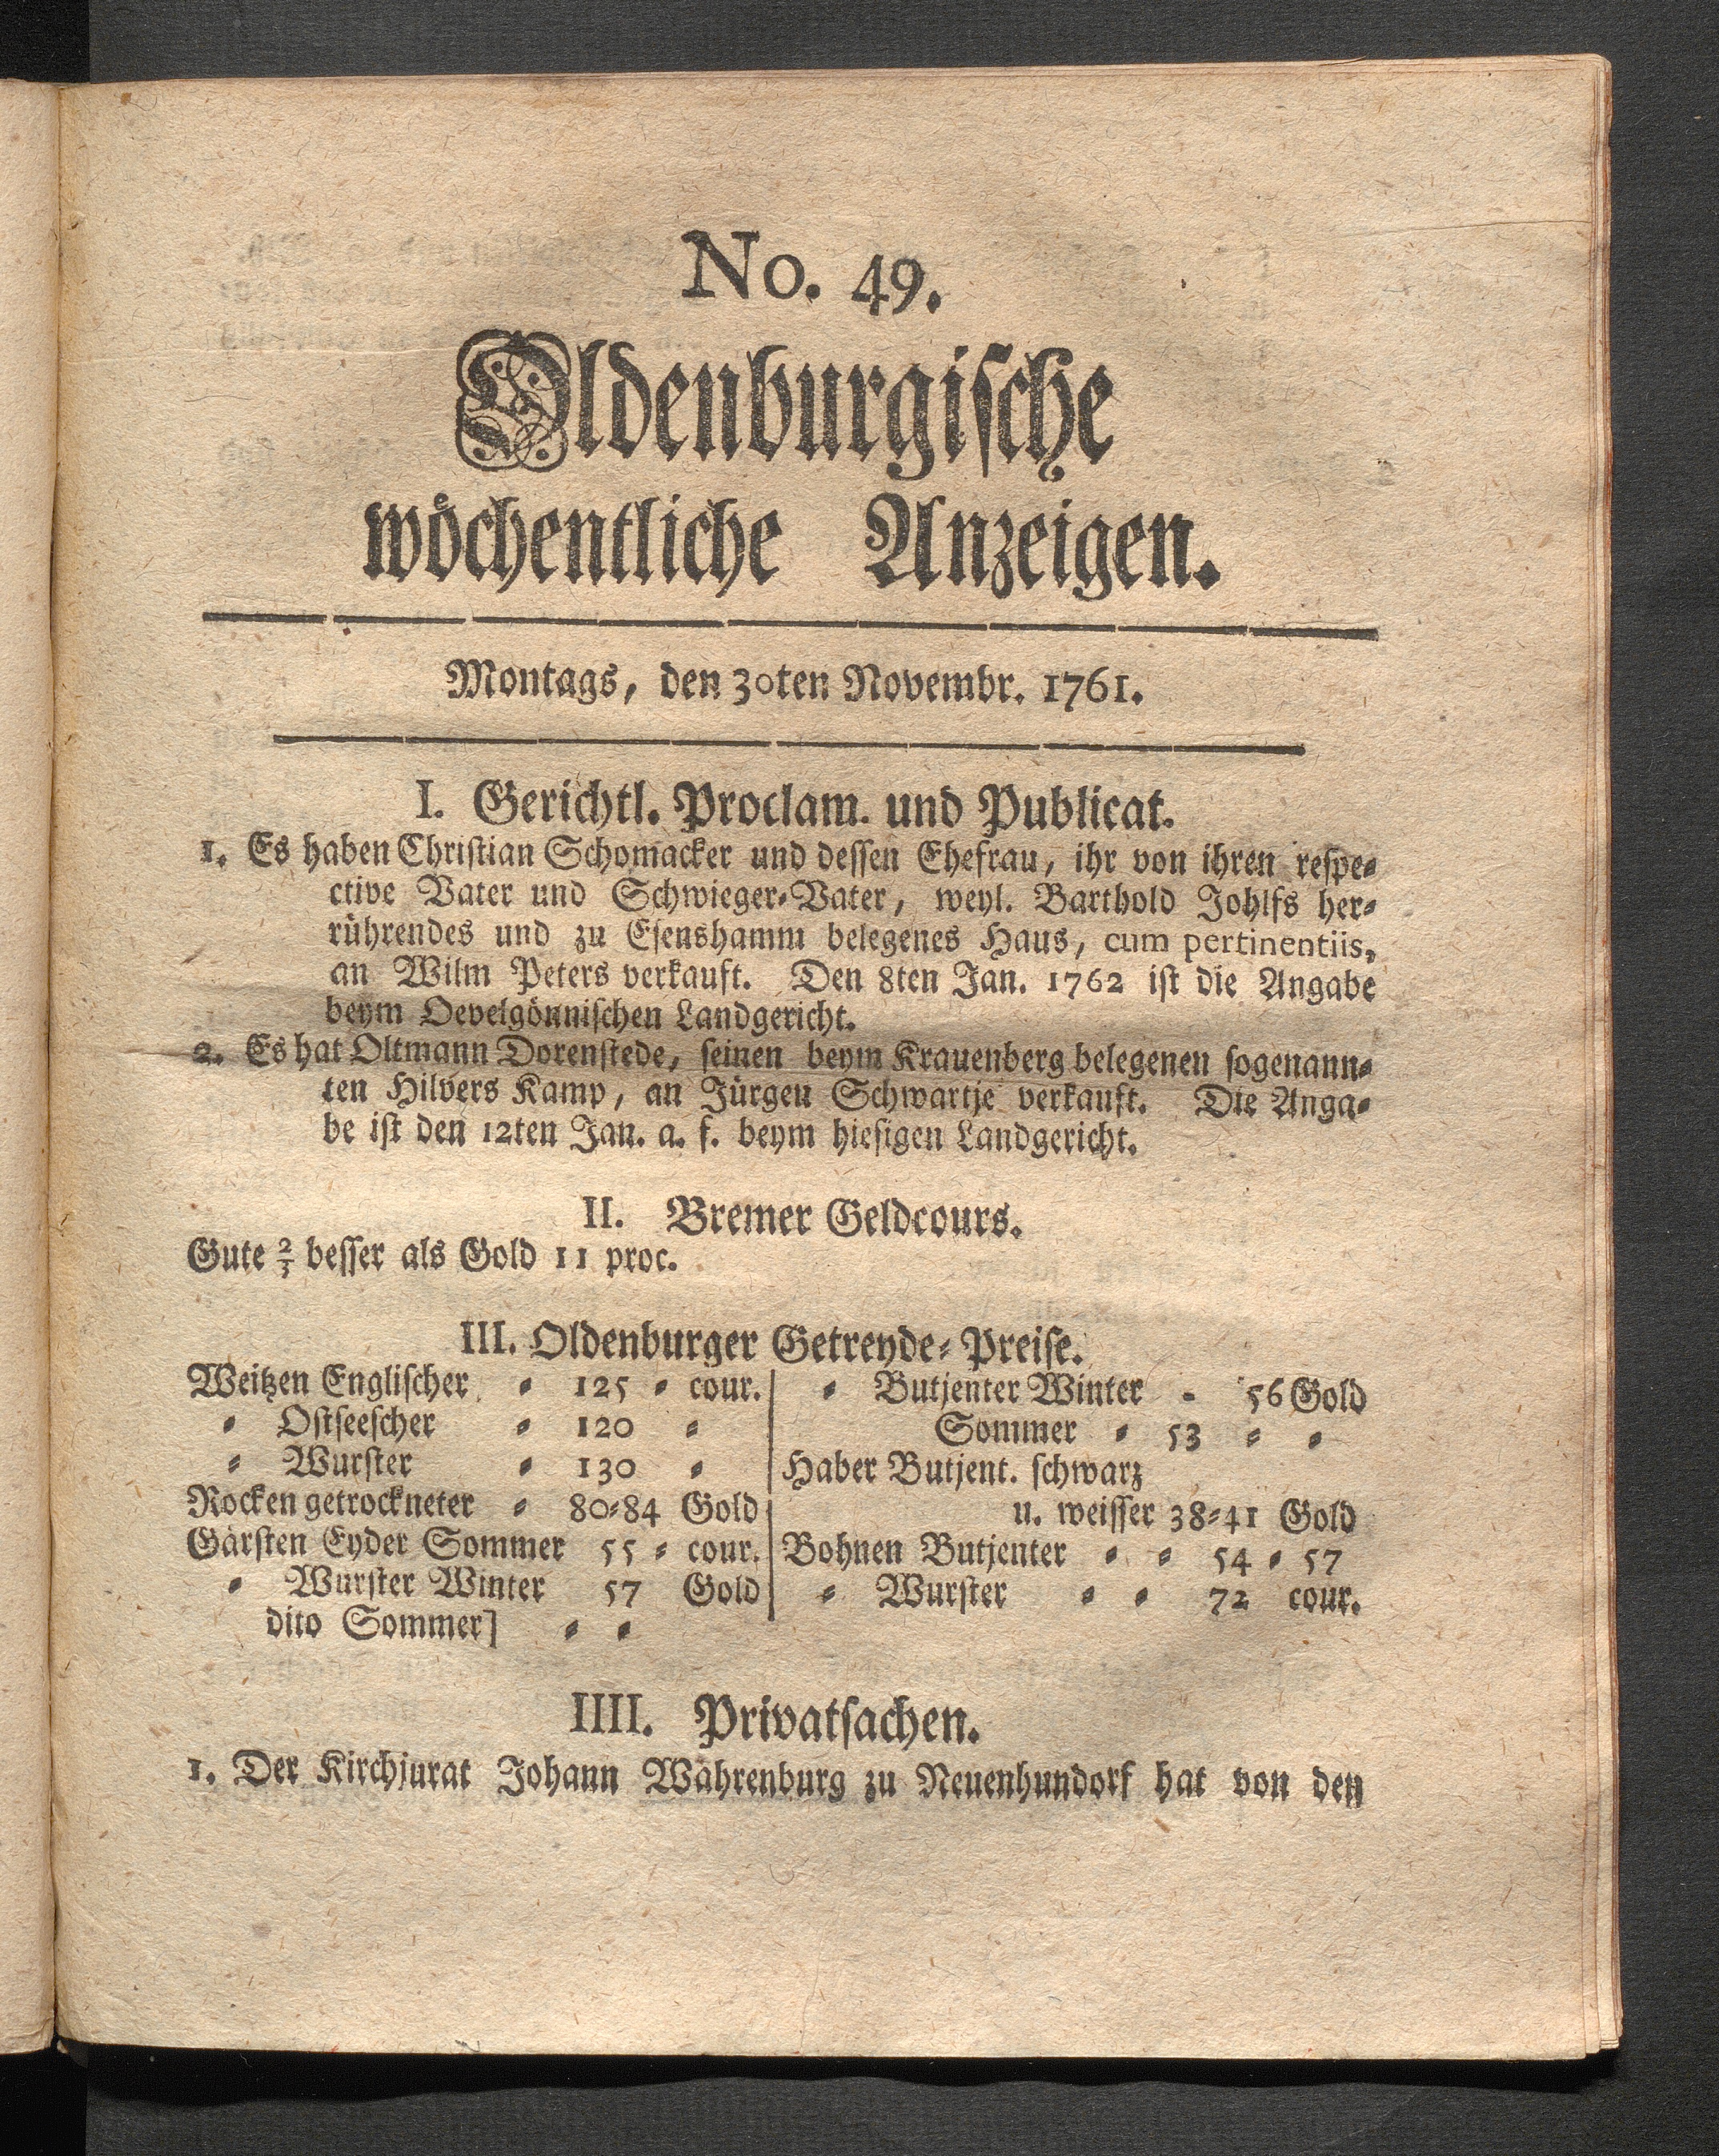 No. 49.
Oldenburgische
wöchentliche Anzeigen.
Montags, den 30ten Novembr. 1761.
I. Gerichtl. Proclam. und Publicat.
1. Es haben Christian Schomacker und dessen Ehefrau, ihr von ihren respe-
ctive Vater und Schwieger-Vater, weyl. Barthold Johlfs her-
rührendes und zu Esenshamm belegenes Haus, cum pertinentiis,
an Wilm Peters verkauft. Den 8ten Jan. 1762 ist die Angabe
beym Oevelgönnischen Landgericht.
2. Es hat Oltmann Dorenstede, seinen beym Krauenberg belegenen sogenann-
ten Hilvers Kamp, an Jürgen Schwartje verkauft. Die Anga-
be ist den 12ten Jan. a. f. beym hiesigen Landgericht.
II. Bremer Geldcours.
Gute 2/3 besser als Gold 11 proc.
III. Oldenburger Getreyde-Preise.
Weitzen Englischer - 125 - cour.
- Ostseescher - 120 -
- Wurster - 130 -
Rocken getrockneter - 80-84 Gold
Gärsten Eyder Sommer 55 - cour.
- Wurster Winter 57 Gold
dito Sommer] - -
- Butjenter Winter - 56 Gold
Sommer - 53 - -
Haber Butjent. schwarz
u. weisser 38-41 Gold
Bohnen Butjenter - - 54 - 57
- Wurster - - 72 cour.
IIII. Privatsachen.
1. Der Kirchjurat Johann Währenburg zu Neuenhundorf hat von den